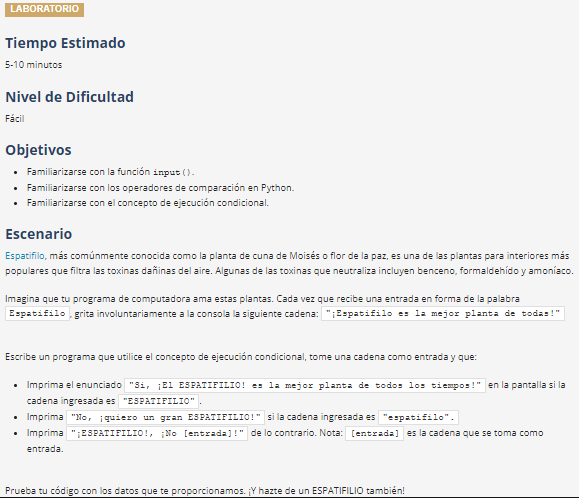 LABORATORIO
Tiempo Estimado
5-10 minutos
Nivel de Dificultad
Fácil
Objetivos
• Familiarizarse con la función input().
• Familiarizarse con los operadores de comparación en Python.
• Familiarizarse con el concepto de ejecución condicional.
Escenario
Espatifilo, más comúnmente conocida como la planta de cuna de Moisés o flor de la paz, es una de las plantas para interiores más
populares que filtra las toxinas dañinas del aire. Algunas de las toxinas que neutraliza incluyen benceno, formaldehído y amoníaco.
Imagina que tu programa de computadora ama estas plantas. Cada vez que recibe una entrada en forma de la palabra
Espatifilo, grita involuntariamente a la consola la siguiente cadena: "¡Espatifilo es la mejor planta de todas!"
Escribe un programa que utilice el concepto de ejecución condicional, tome una cadena como entrada y que:
• Imprima el enunciado "Si, ¡El ESPATIFILIO! es la mejor planta de todos los tiempos!" en la pantalla si la
cadena ingresada es "ESPATIFILIO".
• Imprima "No, ¡quiero un gran ESPATIFILIO!" si la cadena ingresada es "espatifilo".
• Imprima "¡ESPATIFILIO!, ¡No [entrada]!" de lo contrario. Nota: [entrada] es la cadena que se toma como
entrada.
Prueba tu código con los datos que te proporcionamos. ¡Y hazte de un ESPATIFILIO también!